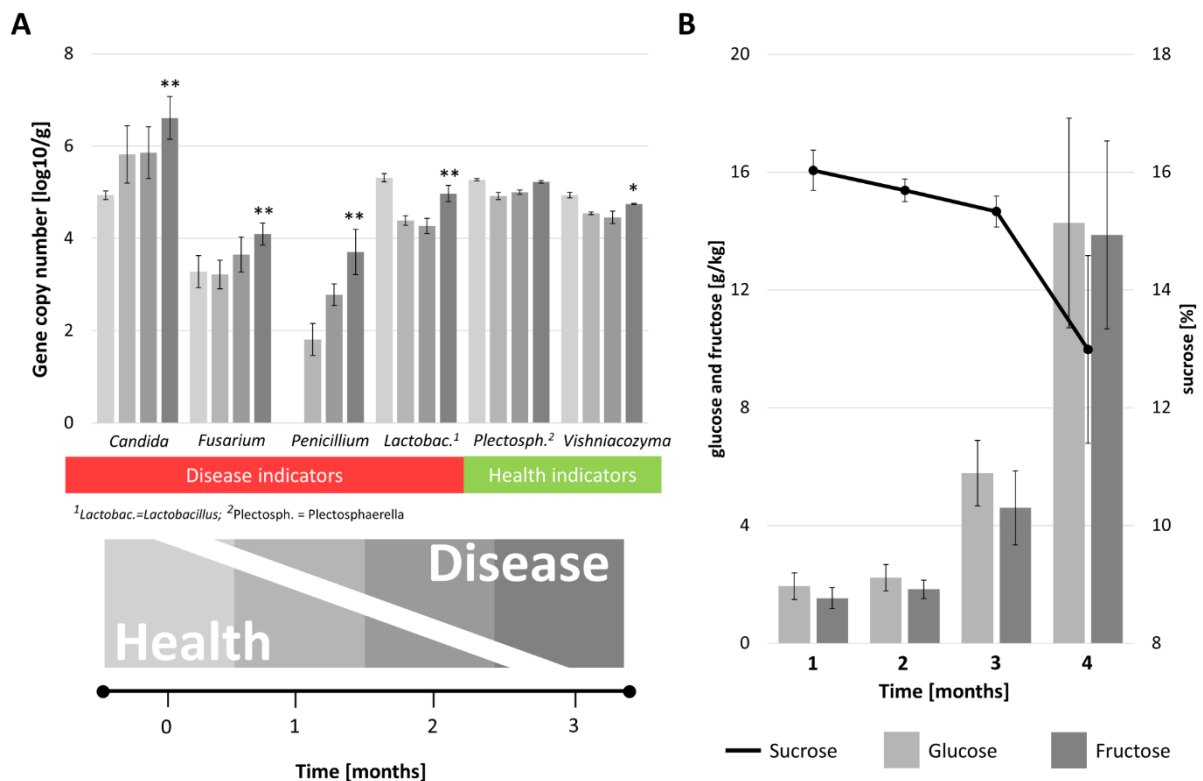 A
8
6
4
2
0
Gene copy number [log10/g]
**
**
**
**
*
Candida
Fusarium
Penicillium
Lactobac.¹
Plectosph.²
Vishniacozyma
Disease indicators
Health indicators
¹Lactobac.=Lactobacillus; ²Plectosph. = Plectosphaerella
Disease
Health
0
1
2
3
Time [months]
B
20
16
12
8
4
0
glucose and fructose [g/kg]
18
16
14
12
10
8
sucrose [%]
1
2
3
4
Time [months]
Sucrose
Glucose
Fructose